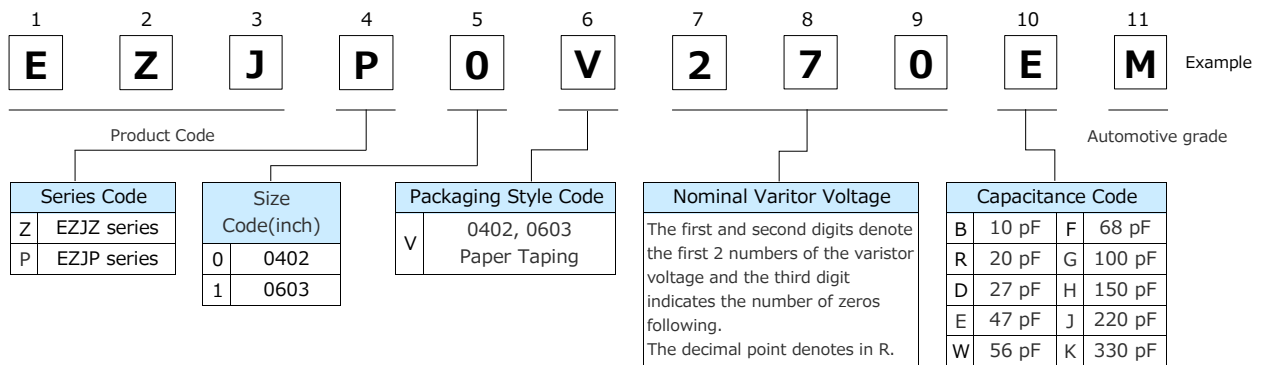 1 2 3 4 5 6 7 8 9 10 11
E Z J P 0 V 2 7 0 E M Example
Product Code
Automotive grade
Series Code
Z EZJZ series
P EZJP series
Size
Code(inch)
0 0402
1 0603
Packaging Style Code
V 0402, 0603
Paper Taping
Nominal Varitor Voltage
The first and second digits denote
the first 2 numbers of the varistor
voltage and the third digit
indicates the number of zeros
following.
The decimal point denotes in R.
Capacitance Code
B 10 pF F 68 pF
R 20 pF G 100 pF
D 27 pF H 150 pF
E 47 pF J 220 pF
W 56 pF K 330 pF